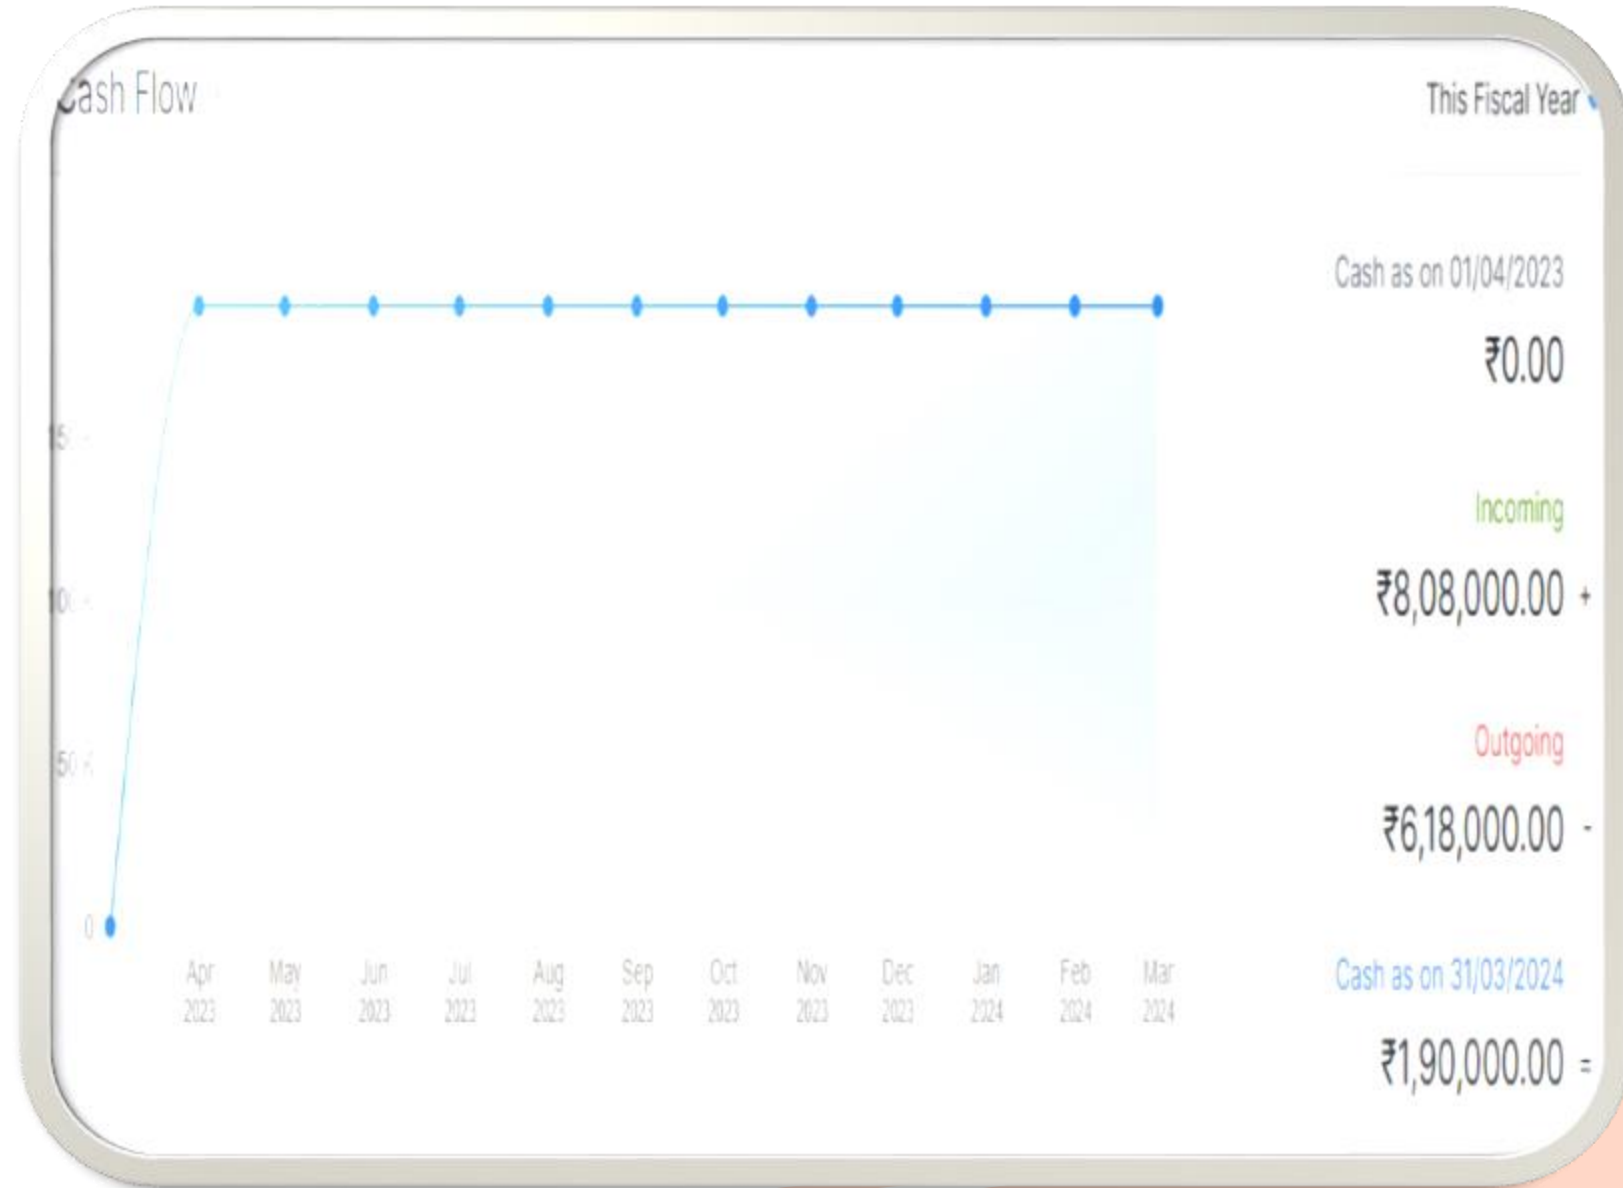 Cash Flow
This Fiscal Year
Cash as on 01/04/2023
₹0.00
Incoming
₹8,08,000.00 +
Outgoing
₹6,18,000.00 -
Cash as on 31/03/2024
₹1,90,000.00 =
50 K
0
Apr May Jun Jul Aug Sep Oct Nov Dec Jan Feb Mar
2023 2023 2023 2023 2023 2023 2023 2023 2023 2024 2024 2024